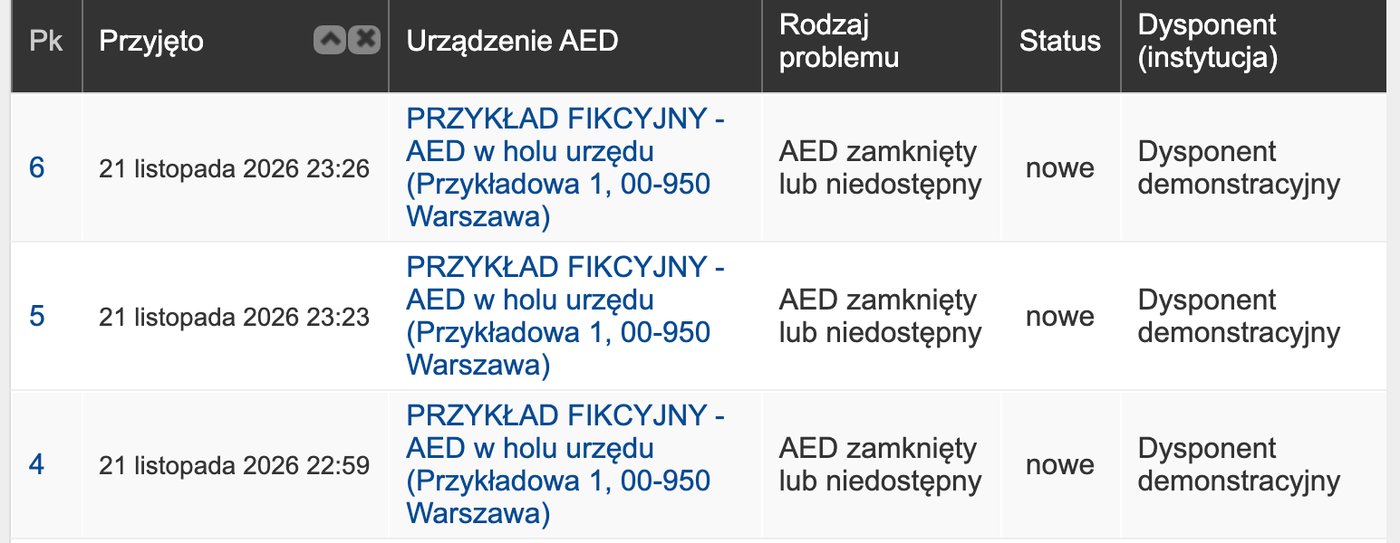 Pk
Przyjęto
Urządzenie AED
Rodzaj
problemu
Status
Dysponent
(instytucja)
6
21 listopada 2026 23:26
PRZYKŁAD FIKCYJNY -
AED w holu urzędu
(Przykładowa 1, 00-950
Warszawa)
AED zamknięty
lub niedostępny
nowe
Dysponent
demonstracyjny
5
21 listopada 2026 23:23
PRZYKŁAD FIKCYJNY -
AED w holu urzędu
(Przykładowa 1, 00-950
Warszawa)
AED zamknięty
lub niedostępny
nowe
Dysponent
demonstracyjny
4
21 listopada 2026 22:59
PRZYKŁAD FIKCYJNY -
AED w holu urzędu
(Przykładowa 1, 00-950
Warszawa)
AED zamknięty
lub niedostępny
nowe
Dysponent
demonstracyjny